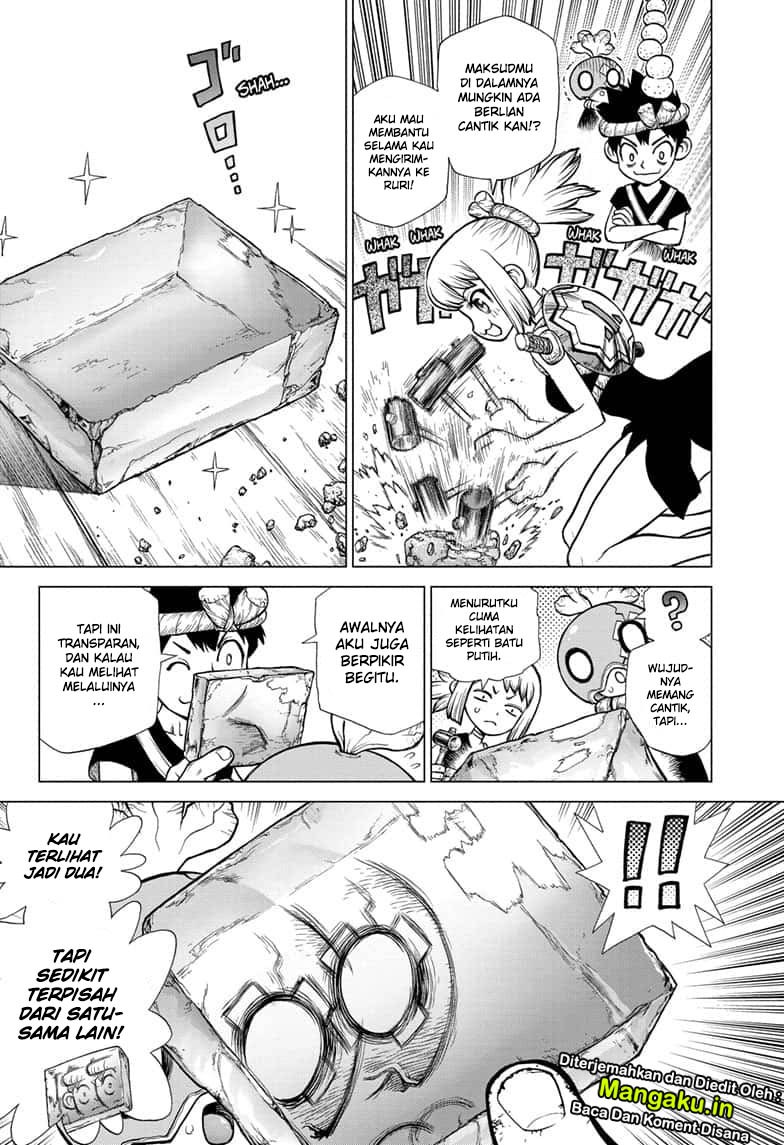 MAKSUDMU
DI DALAMNYA
MUNGKIN ADA
BERLIAN
CANTIK KAN!?
AKU MAU
MEMBANTU
SELAMA KAU
MENGIRIM-
KANNYA KE
RURI!
WHAK
WHAK
WHAK
WHAK
WHAK
ガガガ
ガガガガ
ゴロ...
SHAH...
?
WUJUD-
NYA
MEMANG
CANTIK,
TAPI...
MENURUTKU
CUMA
KELIHATAN
SEPERTI BATU
PUTIH.
AWALNYA
AKU JUGA
BERPIKIR
BEGITU.
TAPI INI
TRANSPARAN,
DAN KALAU
KAU MELIHAT
MELALUINYA
...
!!
KAU
TERLIHAT
JADI DUA!
TAPI
SEDIKIT
TERPISAH
DARI SATU-
SAMA LAIN!
Diterjemahkan dan Diedit Oleh:
Mangaku.in
Baca Dan Koment Disana